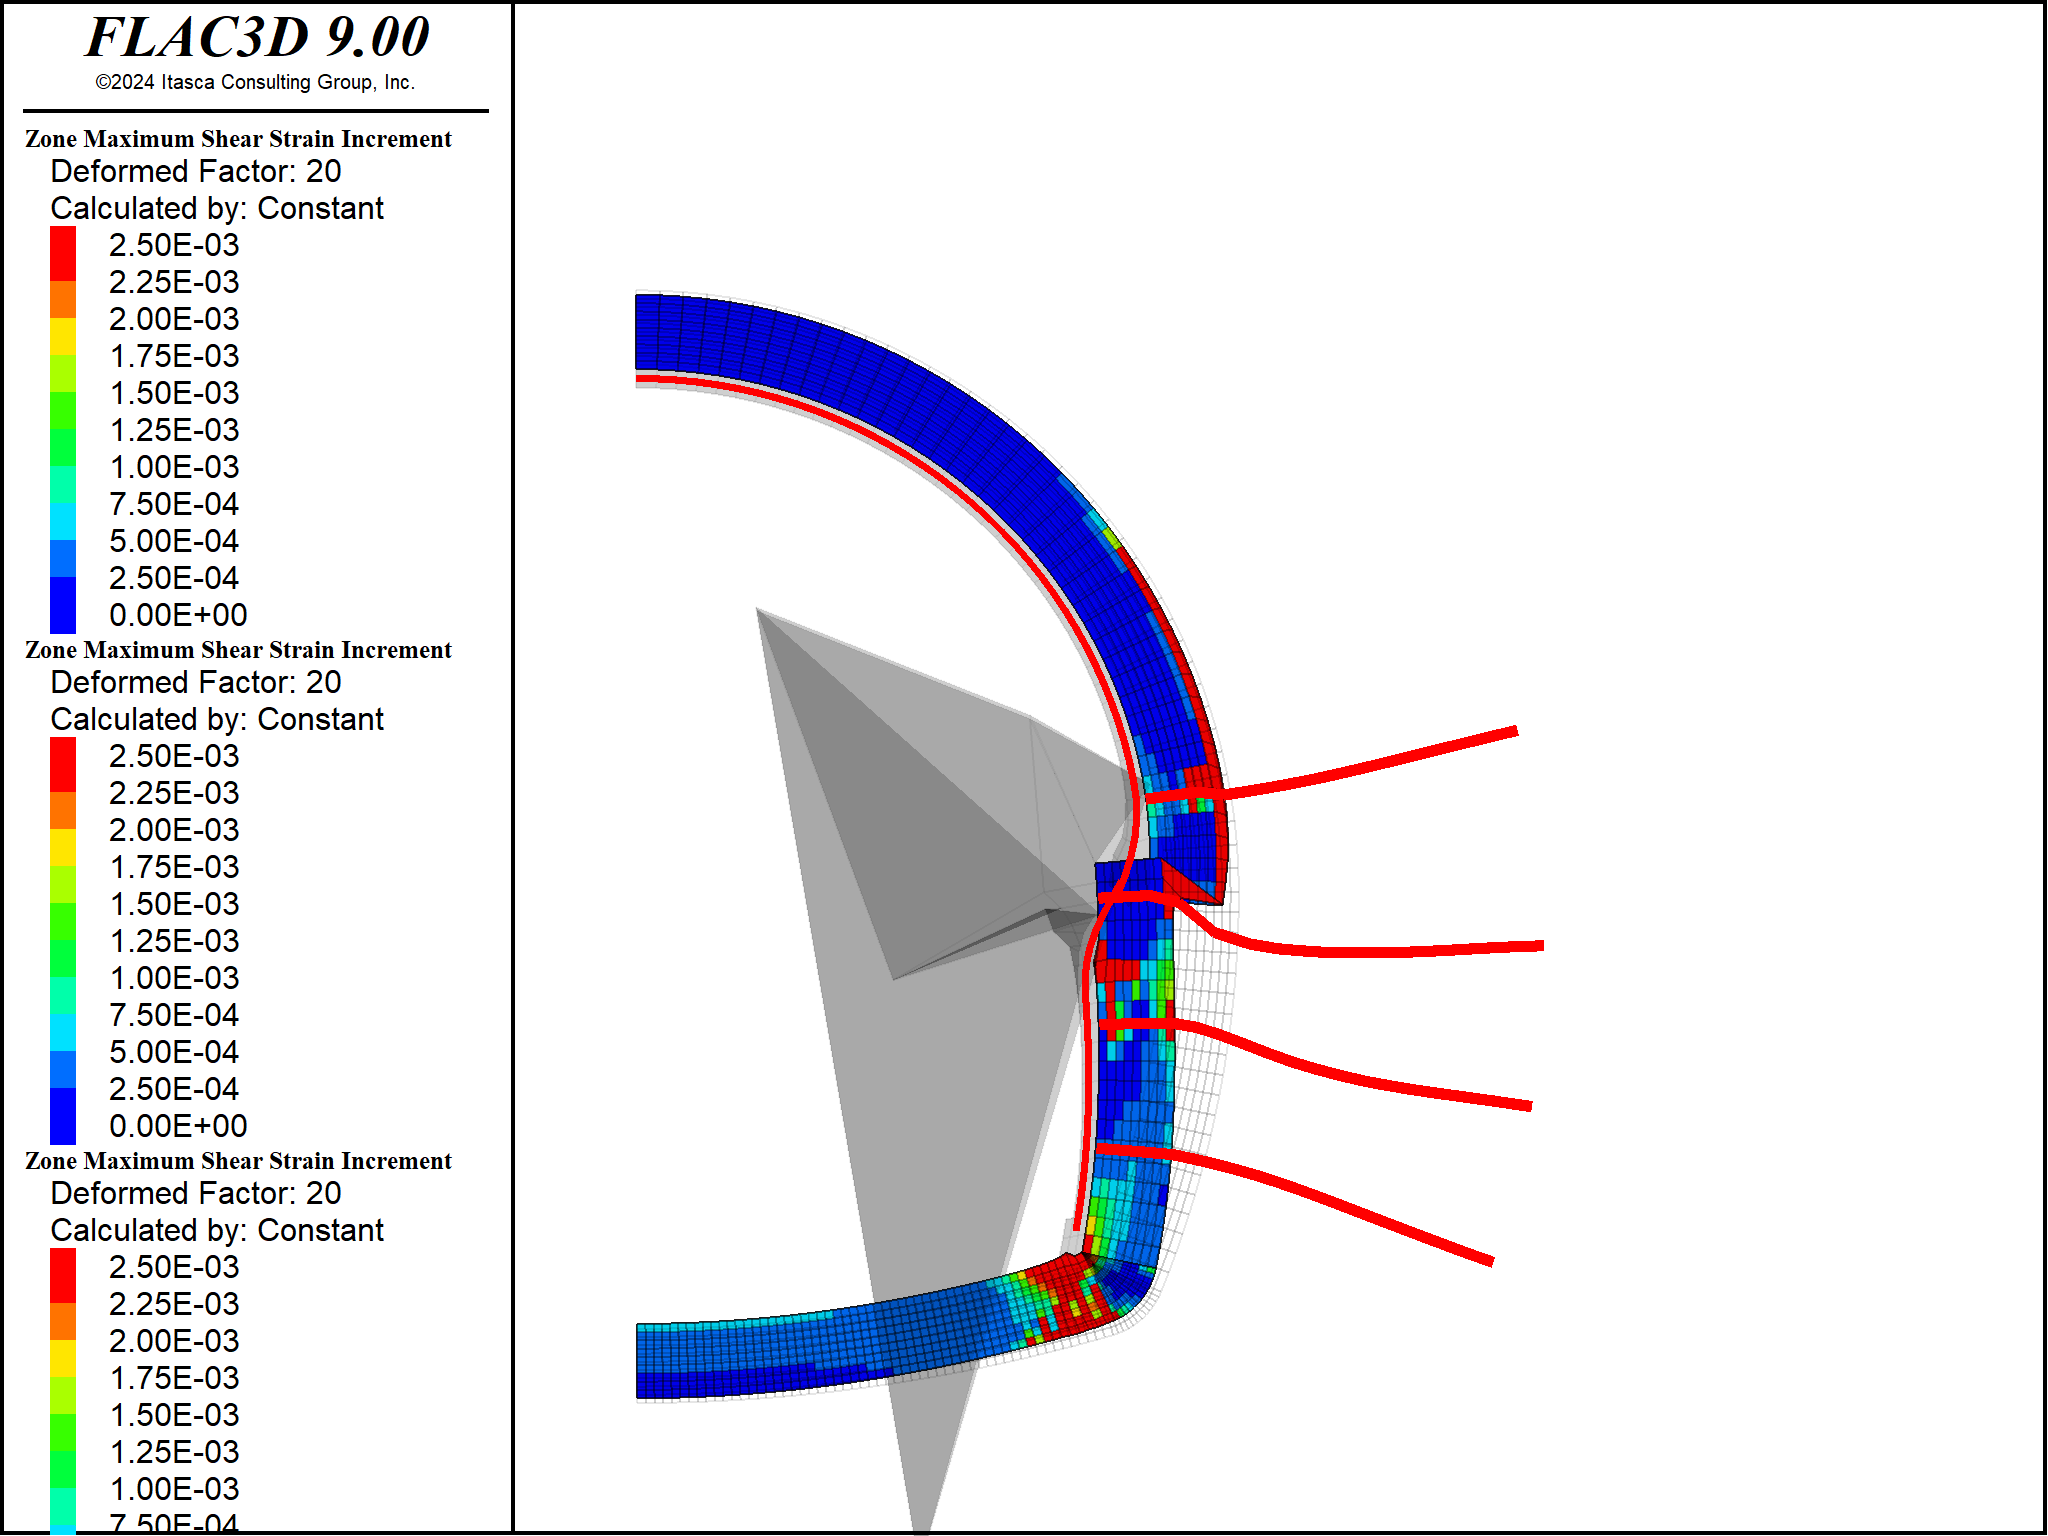 FLAC3D 9.00
©2024 Itasca Consulting Group, Inc.
Zone Maximum Shear Strain Increment
Deformed Factor: 20
Calculated by: Constant
2.50E-03
2.25E-03
2.00E-03
1.75E-03
1.50E-03
1.25E-03
1.00E-03
7.50E-04
5.00E-04
2.50E-04
0.00E+00
Zone Maximum Shear Strain Increment
Deformed Factor: 20
Calculated by: Constant
2.50E-03
2.25E-03
2.00E-03
1.75E-03
1.50E-03
1.25E-03
1.00E-03
7.50E-04
5.00E-04
2.50E-04
0.00E+00
Zone Maximum Shear Strain Increment
Deformed Factor: 20
Calculated by: Constant
2.50E-03
2.25E-03
2.00E-03
1.75E-03
1.50E-03
1.25E-03
1.00E-03
7.50E-04